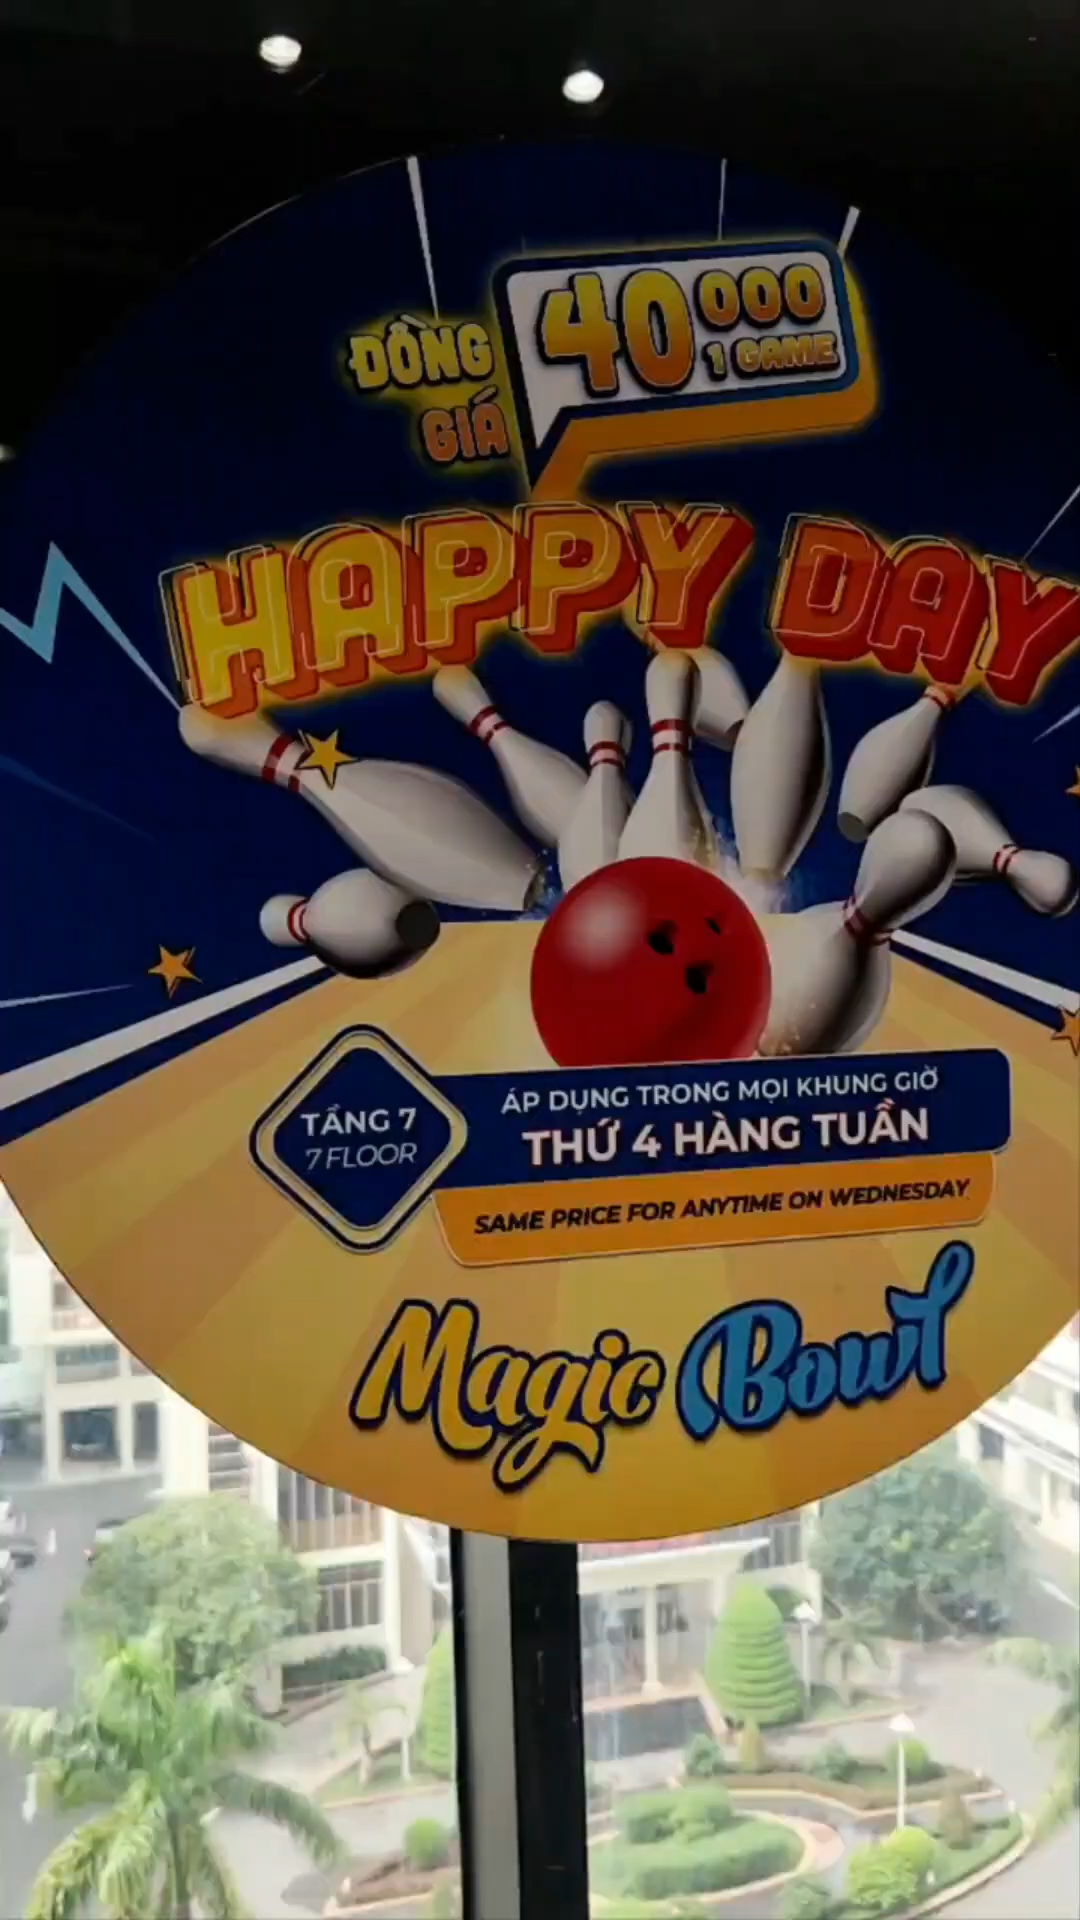 ĐỒNG
GIÁ
40 000
1 GAME
HAPPY DAY
TẦNG 7
7 FLOOR
ÁP DỤNG TRONG MỌI KHUNG GIỜ
THỨ 4 HÀNG TUẦN
SAME PRICE FOR ANYTIME ON WEDNESDAY
Magic Bowl